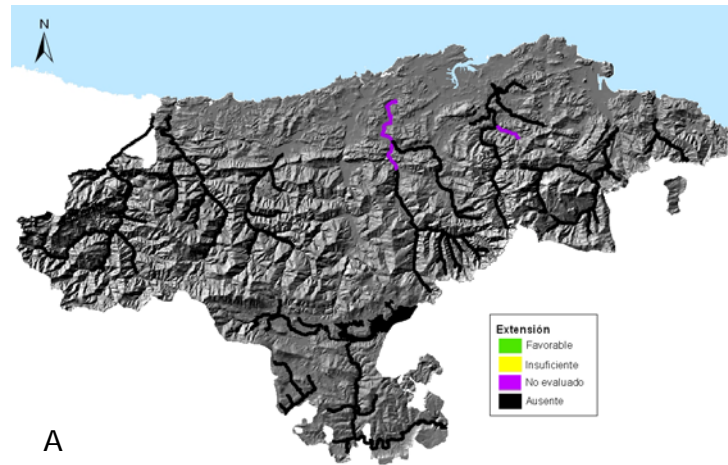 N
Extensión
Favorable
Insuficiente
No evaluado
Ausente
A